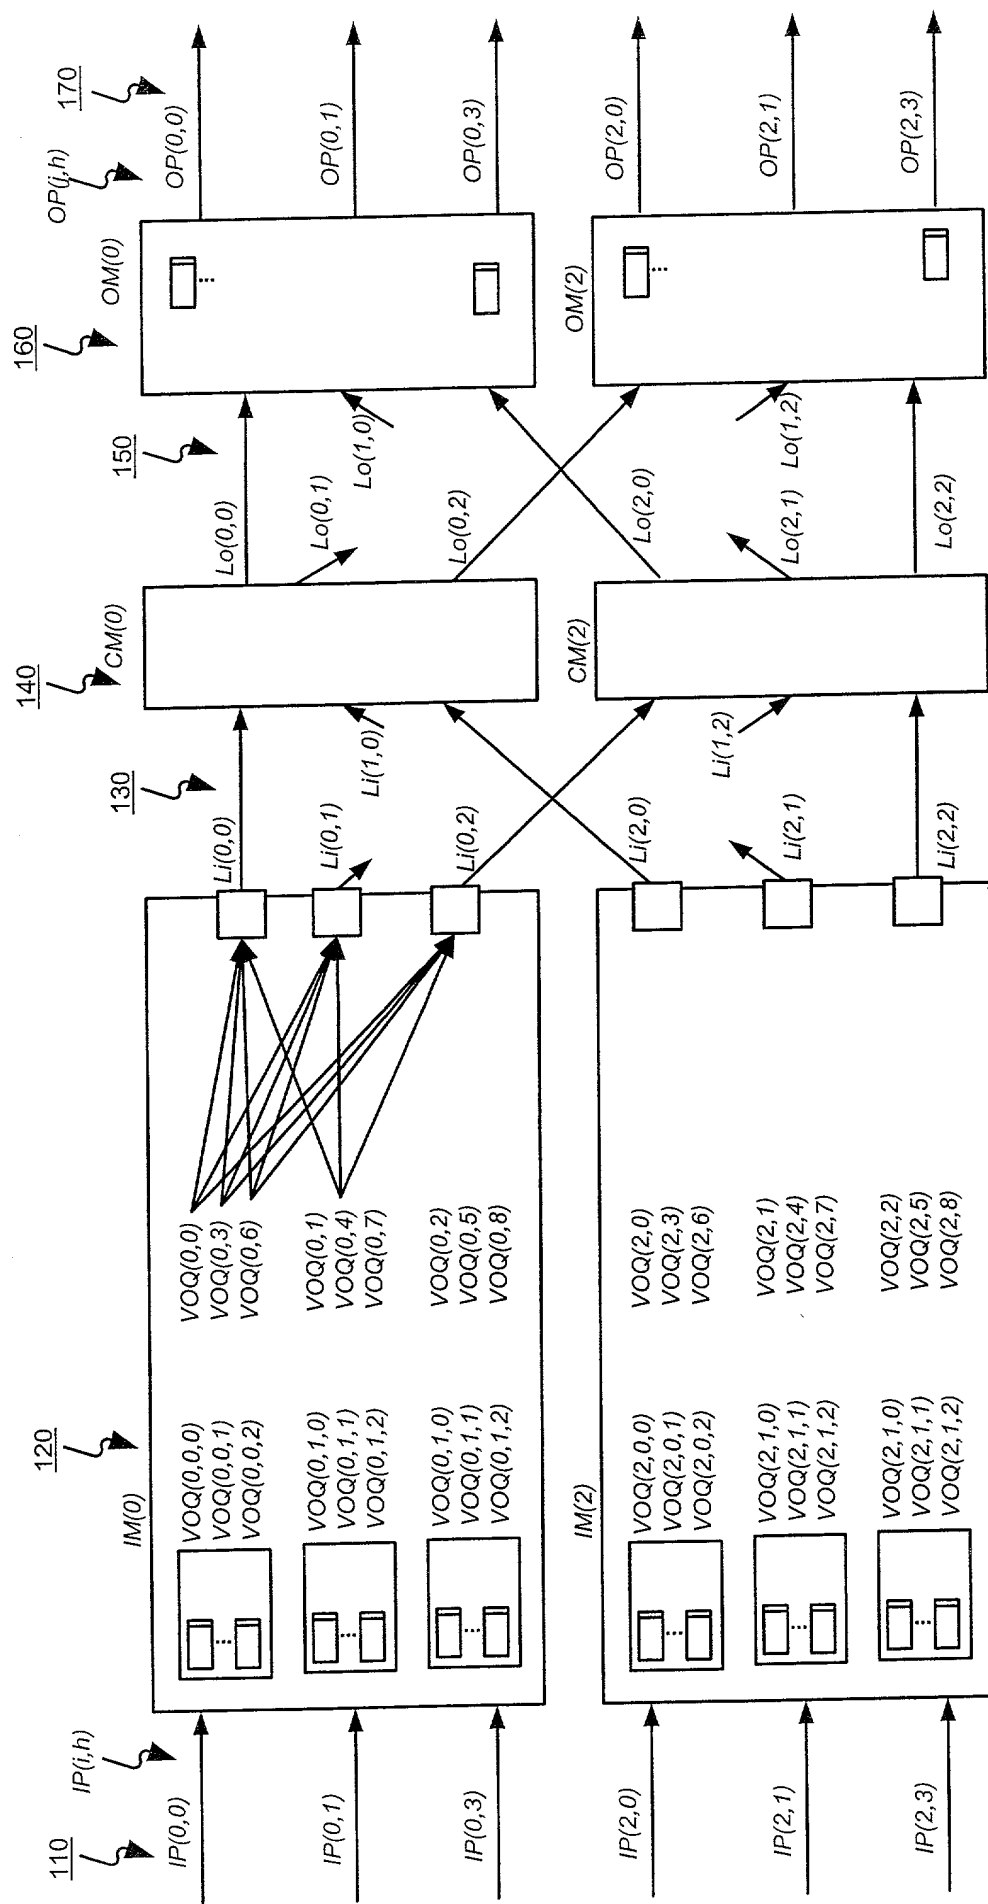 110
IP(i,h)
IP(0,0)
IP(0,1)
IP(0,3)
IP(2,0)
IP(2,1)
IP(2,3)
120
IM(0)
VOQ(0,0,0)
VOQ(0,0,1)
VOQ(0,0,2)
VOQ(0,1,0)
VOQ(0,1,1)
VOQ(0,1,2)
VOQ(0,1,0)
VOQ(0,1,1)
VOQ(0,1,2)
VOQ(0,0)
VOQ(0,3)
VOQ(0,6)
VOQ(0,1)
VOQ(0,4)
VOQ(0,7)
VOQ(0,2)
VOQ(0,5)
VOQ(0,8)
IM(2)
VOQ(2,0,0)
VOQ(2,0,1)
VOQ(2,0,2)
VOQ(2,1,0)
VOQ(2,1,1)
VOQ(2,1,2)
VOQ(2,1,0)
VOQ(2,1,1)
VOQ(2,1,2)
VOQ(2,0)
VOQ(2,3)
VOQ(2,6)
VOQ(2,1)
VOQ(2,4)
VOQ(2,7)
VOQ(2,2)
VOQ(2,5)
VOQ(2,8)
130
Li(0,0)
Li(0,1)
Li(0,2)
Li(2,0)
Li(2,1)
Li(2,2)
Li(1,0)
Li(1,2)
140
CM(0)
CM(2)
150
Lo(0,0)
Lo(0,1)
Lo(0,2)
Lo(2,0)
Lo(2,1)
Lo(2,2)
Lo(1,0)
Lo(1,2)
160
OM(0)
OM(2)
OP(j,h)
170
OP(0,0)
OP(0,1)
OP(0,3)
OP(2,0)
OP(2,1)
OP(2,3)